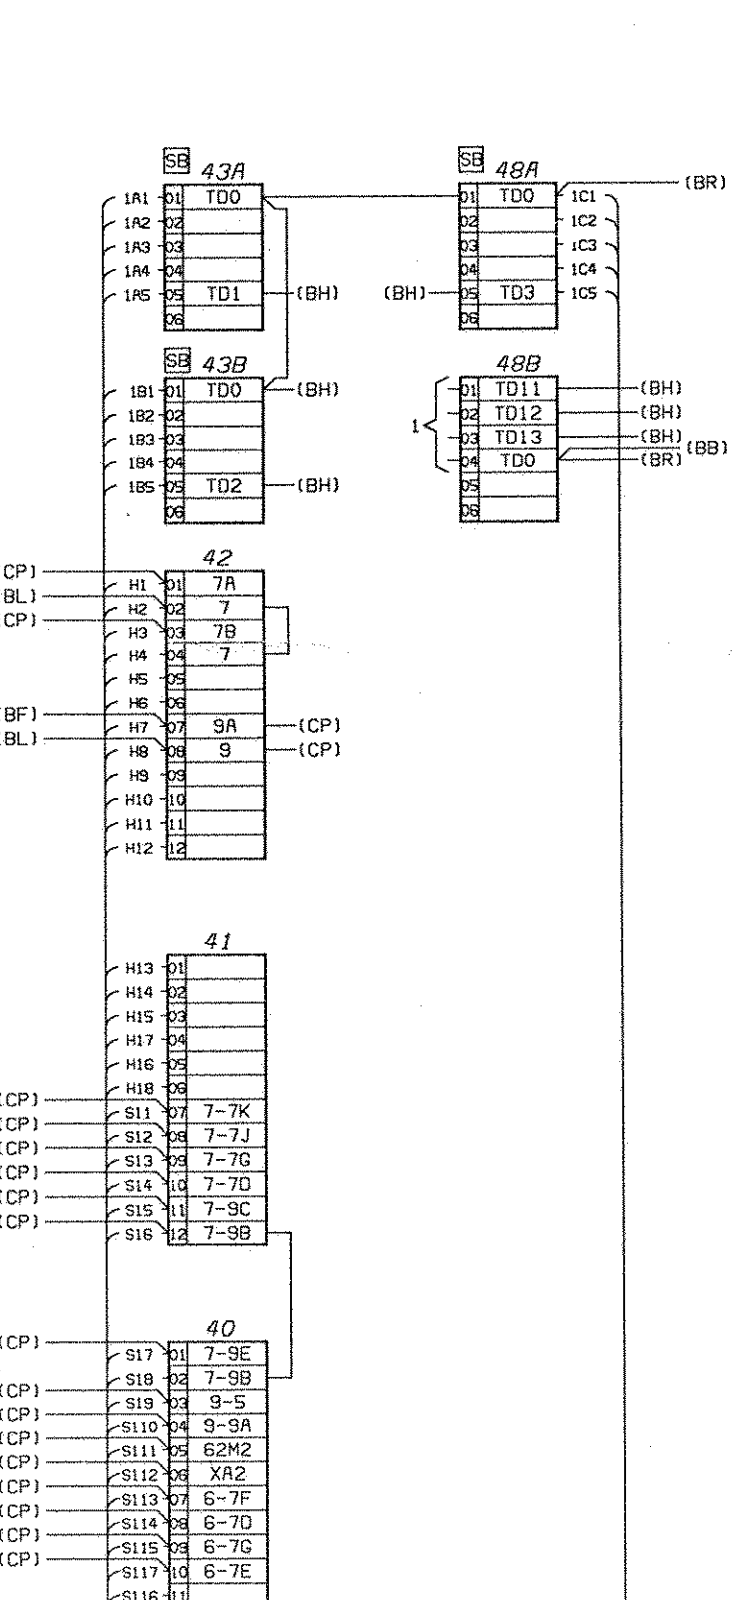 SB 43A
1A1 01 TD0
1A2 02
1A3 03
1A4 04
1A5 05 TD1 (BH)
06
SB 43B
1B1 01 TD0 (BH)
1B2 02
1B3 03
1B4 04
1B5 05 TD2 (BH)
06
SB 48A
01 TD0 1C1 (BR)
02 1C2
03 1C3
04 1C4
(BH) 05 TD3 1C5
06
48B
1
01 TD11 (BH)
02 TD12 (BH)
03 TD13 (BH)
04 TD0 (BB)
(BR)
05
06
42
CP) H1 01 7A
BL) H2 02 7
CP) H3 03 7B
H4 04 7
H5 05
H6 06
(BF) H7 07 9A (CP)
BL) H8 08 9 (CP)
H9 09
H10 10
H11 11
H12 12
41
H13 01
H14 02
H15 03
H17 04
H16 05
H18 06
(CP) S11 07 7-7K
(CP) S12 08 7-7J
(CP) S13 09 7-7G
(CP) S14 10 7-7D
(CP) S15 11 7-9C
(CP) S16 12 7-9B
40
(CP) S17 01 7-9E
S18 02 7-9B
(CP) S19 03 9-5
(CP) S110 04 9-9A
(CP) S111 05 62M2
(CP) S112 06 XA2
(CP) S113 07 6-7F
(CP) S114 08 6-7D
(CP) S115 09 6-7G
(CP) S117 10 6-7E
S116 11